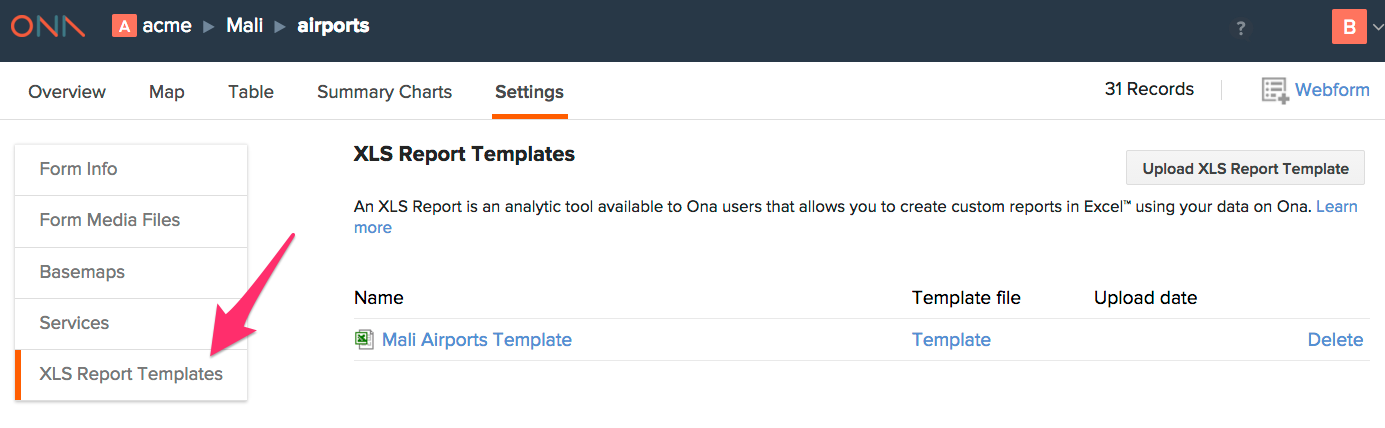 ONA A acme Mali airports ? B
Overview Map Table Summary Charts Settings 31 Records Webform
Form Info
Form Media Files
Basemaps
Services
XLS Report Templates
XLS Report Templates
Upload XLS Report Template
An XLS Report is an analytic tool available to Ona users that allows you to create custom reports in Excel™ using your data on Ona. Learn
more
Name Template file Upload date
Mali Airports Template Template Delete